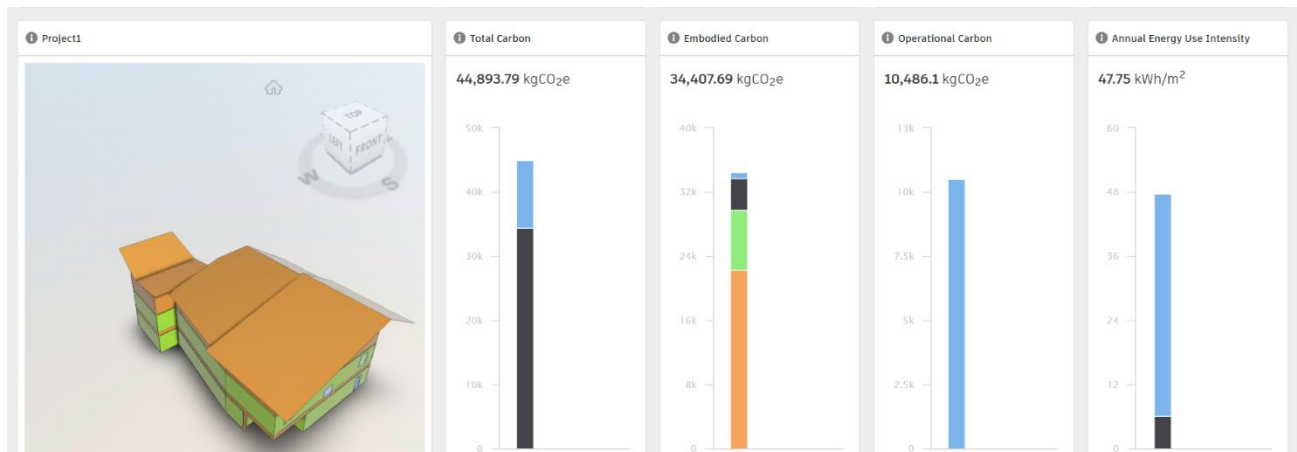 Project1
TOP
LEFT
FRONT
W
S
Total Carbon
44,893.79 kgCO2e
50k
40k
30k
20k
10k
0
Embodied Carbon
34,407.69 kgCO2e
40k
32k
24k
16k
8k
0
Operational Carbon
10,486.1 kgCO2e
13k
10k
7.5k
5k
2.5k
0
Annual Energy Use Intensity
47.75 kWh/m²
60
48
36
24
12
0